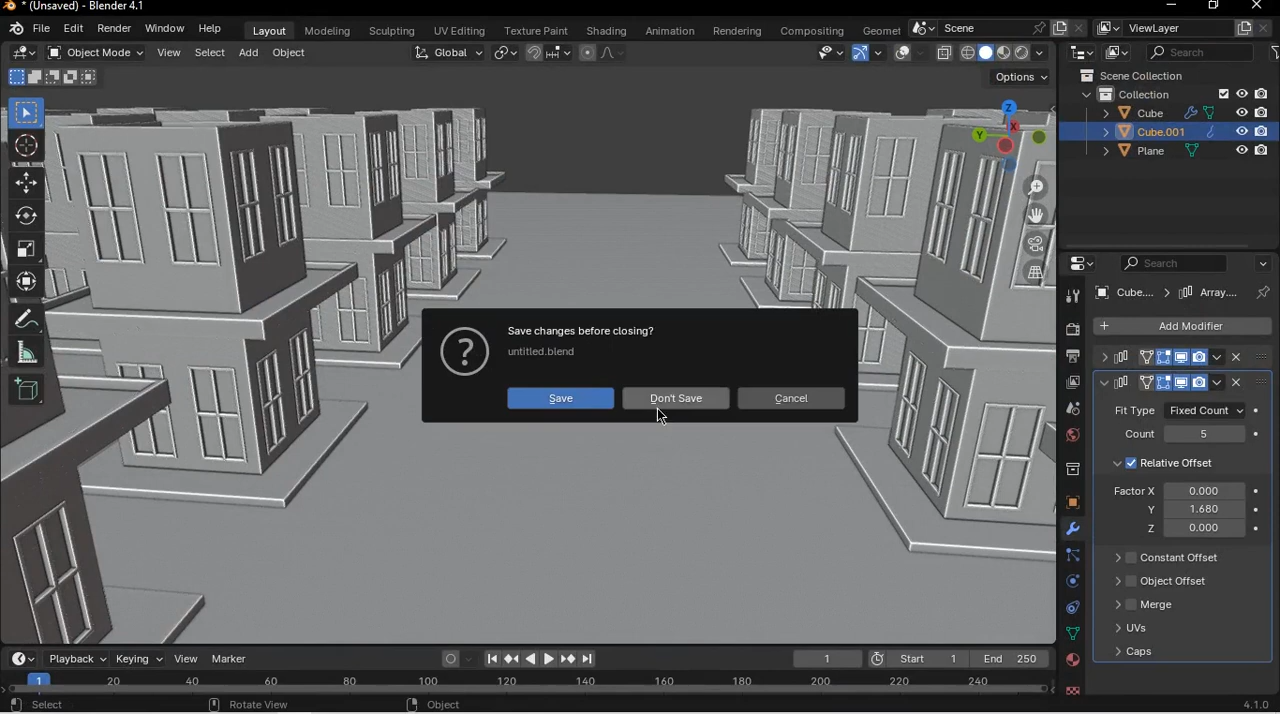 * (Unsaved) - Blender 4.1
File Edit Render Window Help Layout Modeling Sculpting UV Editing Texture Paint Shading Animation Rendering Compositing Geomet Scene ViewLayer
Object Mode View Select Add Object Global Search
Options
Scene Collection
Collection
Cube
Cube.001
Plane
Z
X
Y
Search
Cube.... > Array....
+ Add Modifier
Save changes before closing?
untitled.blend
Save Don't Save Cancel
Fit Type Fixed Count
Count 5
Relative Offset
Factor X 0.000
Y 1.680
Z 0.000
Constant Offset
Object Offset
Merge
UVs
Caps
Playback Keying View Marker 1 Start 1 End 250
1 20 40 60 80 100 120 140 160 180 200 220 240
Select Rotate View Object 4.1.0